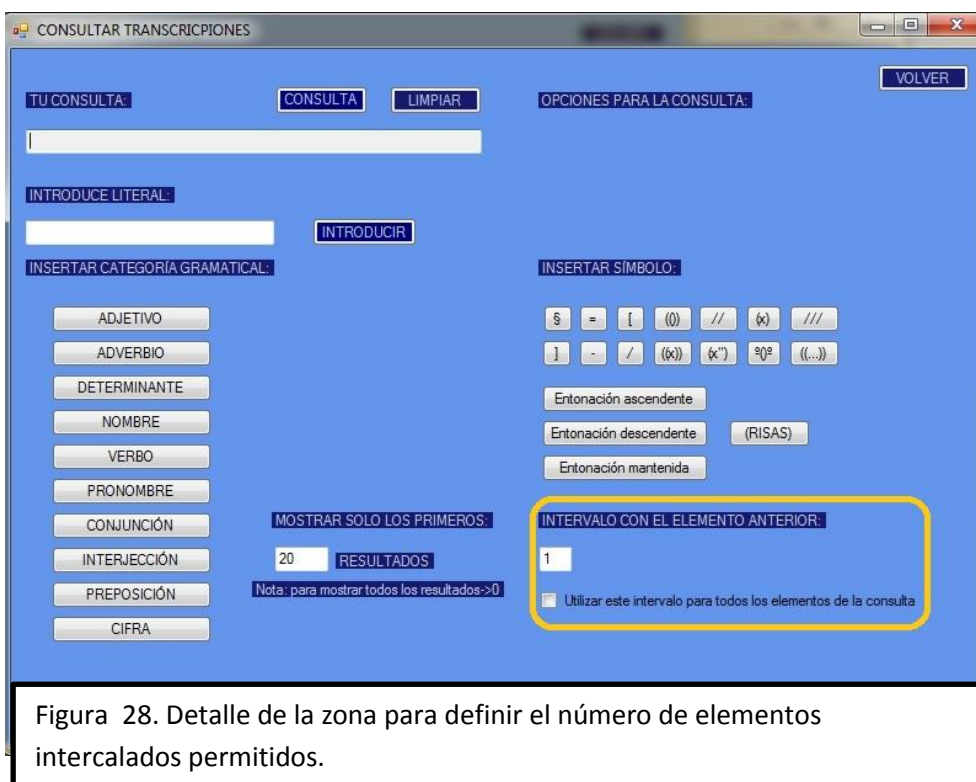 CONSULTAR TRANSCRICPIONES
VOLVER
TU CONSULTA:
CONSULTA
LIMPIAR
OPCIONES PARA LA CONSULTA:
INTRODUCE LITERAL:
INTRODUCIR
INSERTAR CATEGORÍA GRAMATICAL:
ADJETIVO
ADVERBIO
DETERMINANTE
NOMBRE
VERBO
PRONOMBRE
CONJUNCIÓN
INTERJECCIÓN
PREPOSICIÓN
CIFRA
MOSTRAR SOLO LOS PRIMEROS:
20 RESULTADOS
Nota: para mostrar todos los resultados->0
INSERTAR SÍMBOLO:
§ = [ (()) // (x) ///
] - / ((x)) (x'') º()º ((...))
Entonación ascendente
Entonación descendente
(RISAS)
Entonación mantenida
INTERVALO CON EL ELEMENTO ANTERIOR:
1
Utilizar este intervalo para todos los elementos de la consulta
Figura 28. Detalle de la zona para definir el número de elementos
intercalados permitidos.